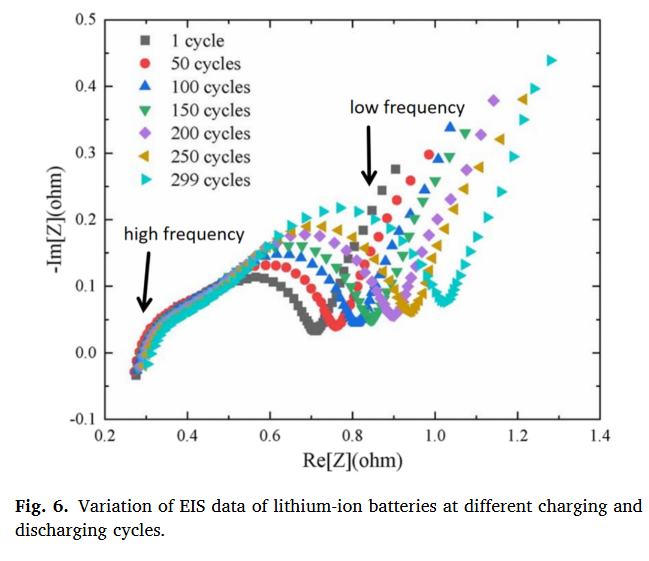 0.5
0.4
0.3
0.2
0.1
0.0
-0.1
-Im[Z](ohm)
1 cycle
50 cycles
100 cycles
150 cycles
200 cycles
250 cycles
299 cycles
low frequency
high frequency
0.2 0.4 0.6 0.8 1.0 1.2 1.4
Re[Z](ohm)
Fig. 6. Variation of EIS data of lithium-ion batteries at different charging and
discharging cycles.